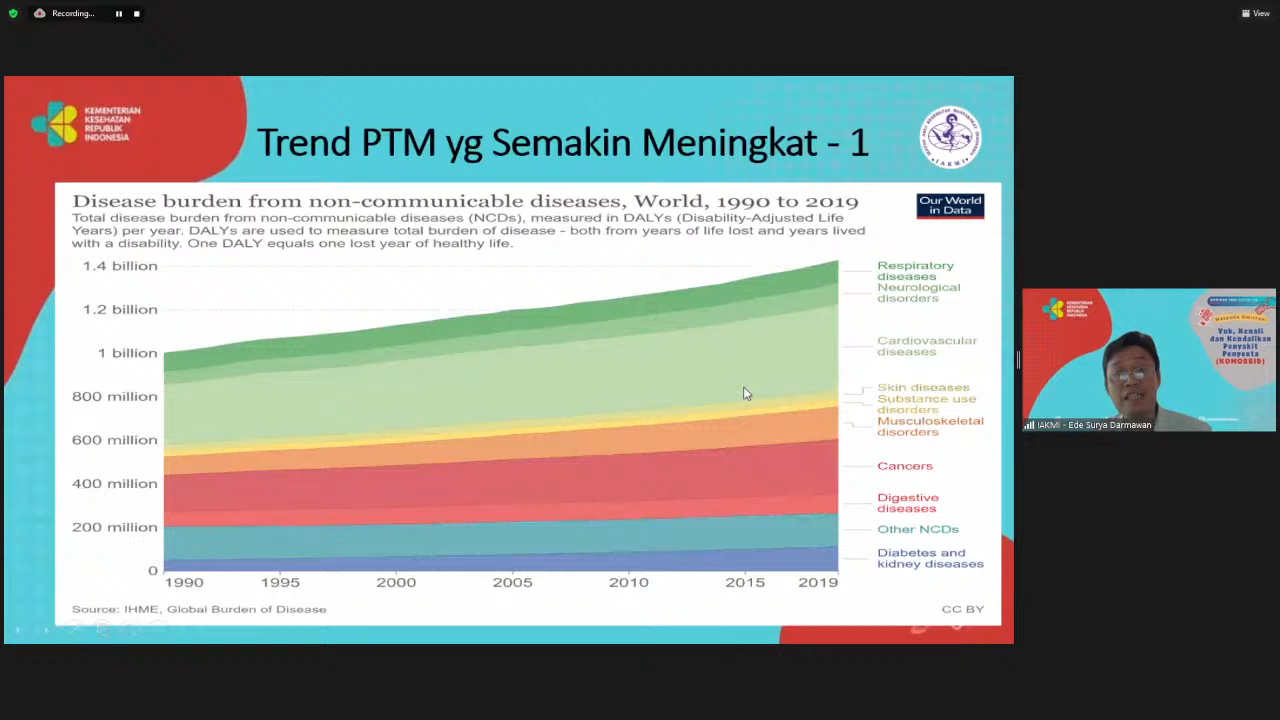 Recording...
View
KEMENTERIAN
KESEHATAN
REPUBLIK
INDONESIA
Trend PTM yg Semakin Meningkat - 1
IAKMI
Disease burden from non-communicable diseases, World, 1990 to 2019
Total disease burden from non-communicable diseases (NCDs), measured in DALYs (Disability-Adjusted Life
Years) per year. DALYs are used to measure total burden of disease - both from years of life lost and years lived
with a disability. One DALY equals one lost year of healthy life.
Our World
in Data
1.4 billion
1.2 billion
1 billion
800 million
600 million
400 million
200 million
0
1990
1995
2000
2005
2010
2015
2019
Respiratory
diseases
Neurological
disorders
Cardiovascular
diseases
Skin diseases
Substance use
disorders
Musculoskeletal
disorders
Cancers
Digestive
diseases
Other NCDs
Diabetes and
kidney diseases
Source: IHME, Global Burden of Disease
CC BY
KEMENTERIAN
KESEHATAN
REPUBLIK
INDONESIA
Yuk, Kenali
dan Kendalikan
Penyakit
Penyerta
(KOMORBID)
IAKMI - Ede Surya Darmawan